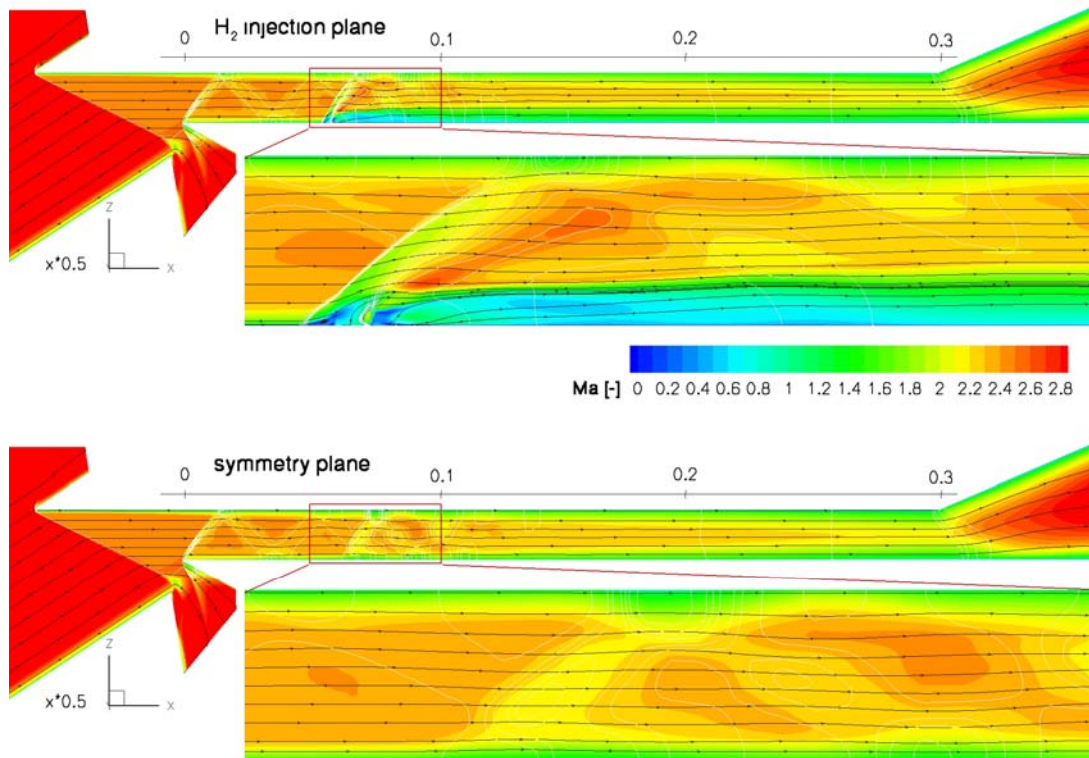 H₂ injection plane
0 0.1 0.2 0.3
z
x*0.5 x
Ma [-] 0 0.2 0.4 0.6 0.8 1 1.2 1.4 1.6 1.8 2 2.2 2.4 2.6 2.8
symmetry plane
0 0.1 0.2 0.3
z
x*0.5 x